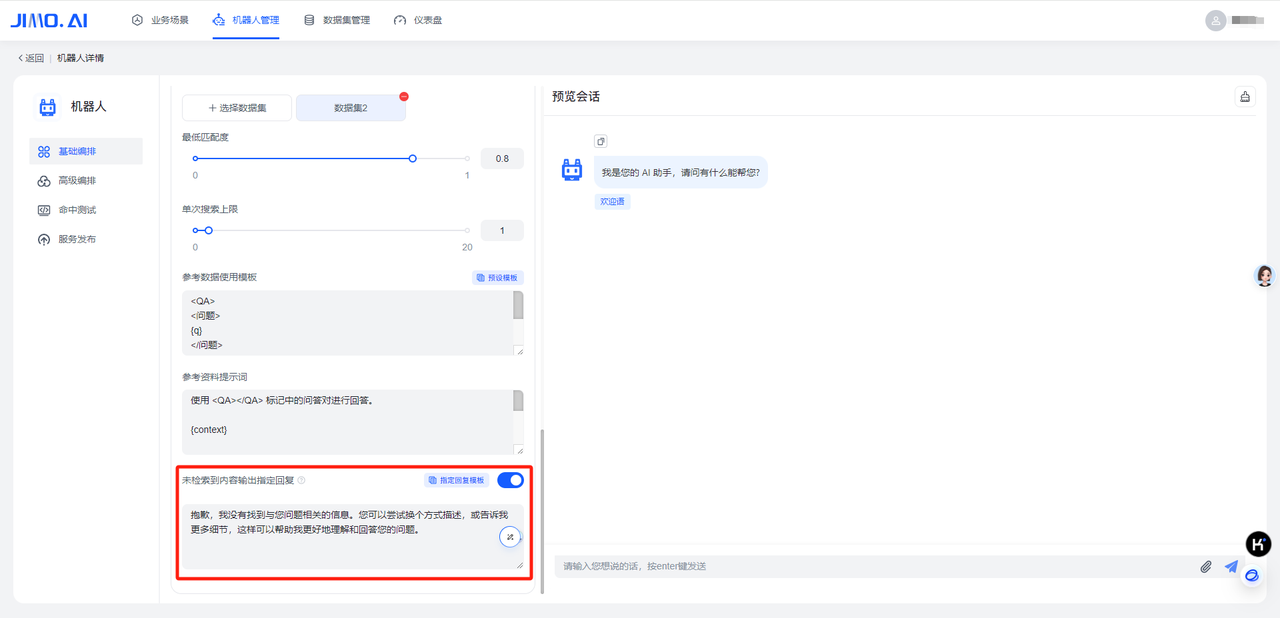 JIMO.AI
业务场景
机器人管理
数据集管理
仪表盘
返回
机器人详情
机器人
基础编排
高级编排
命中测试
服务发布
+ 选择数据集
数据集2
最低匹配度
0.8
0
1
单次搜索上限
1
0
20
参考数据使用模板
预设模板
<QA>
<问题>
{q}
</问题>
参考资料提示词
使用 <QA></QA> 标记中的问答对进行回答。
{context}
未检索到内容输出指定回复
指定回复模板
抱歉，我没有找到与您问题相关的信息。您可以尝试换个方式描述，或告诉我
更多细节，这样可以帮助我更好地理解和回答您的问题。
预览会话
我是您的 AI 助手，请问有什么能帮您?
欢迎语
请输入您想说的话，按enter键发送
K